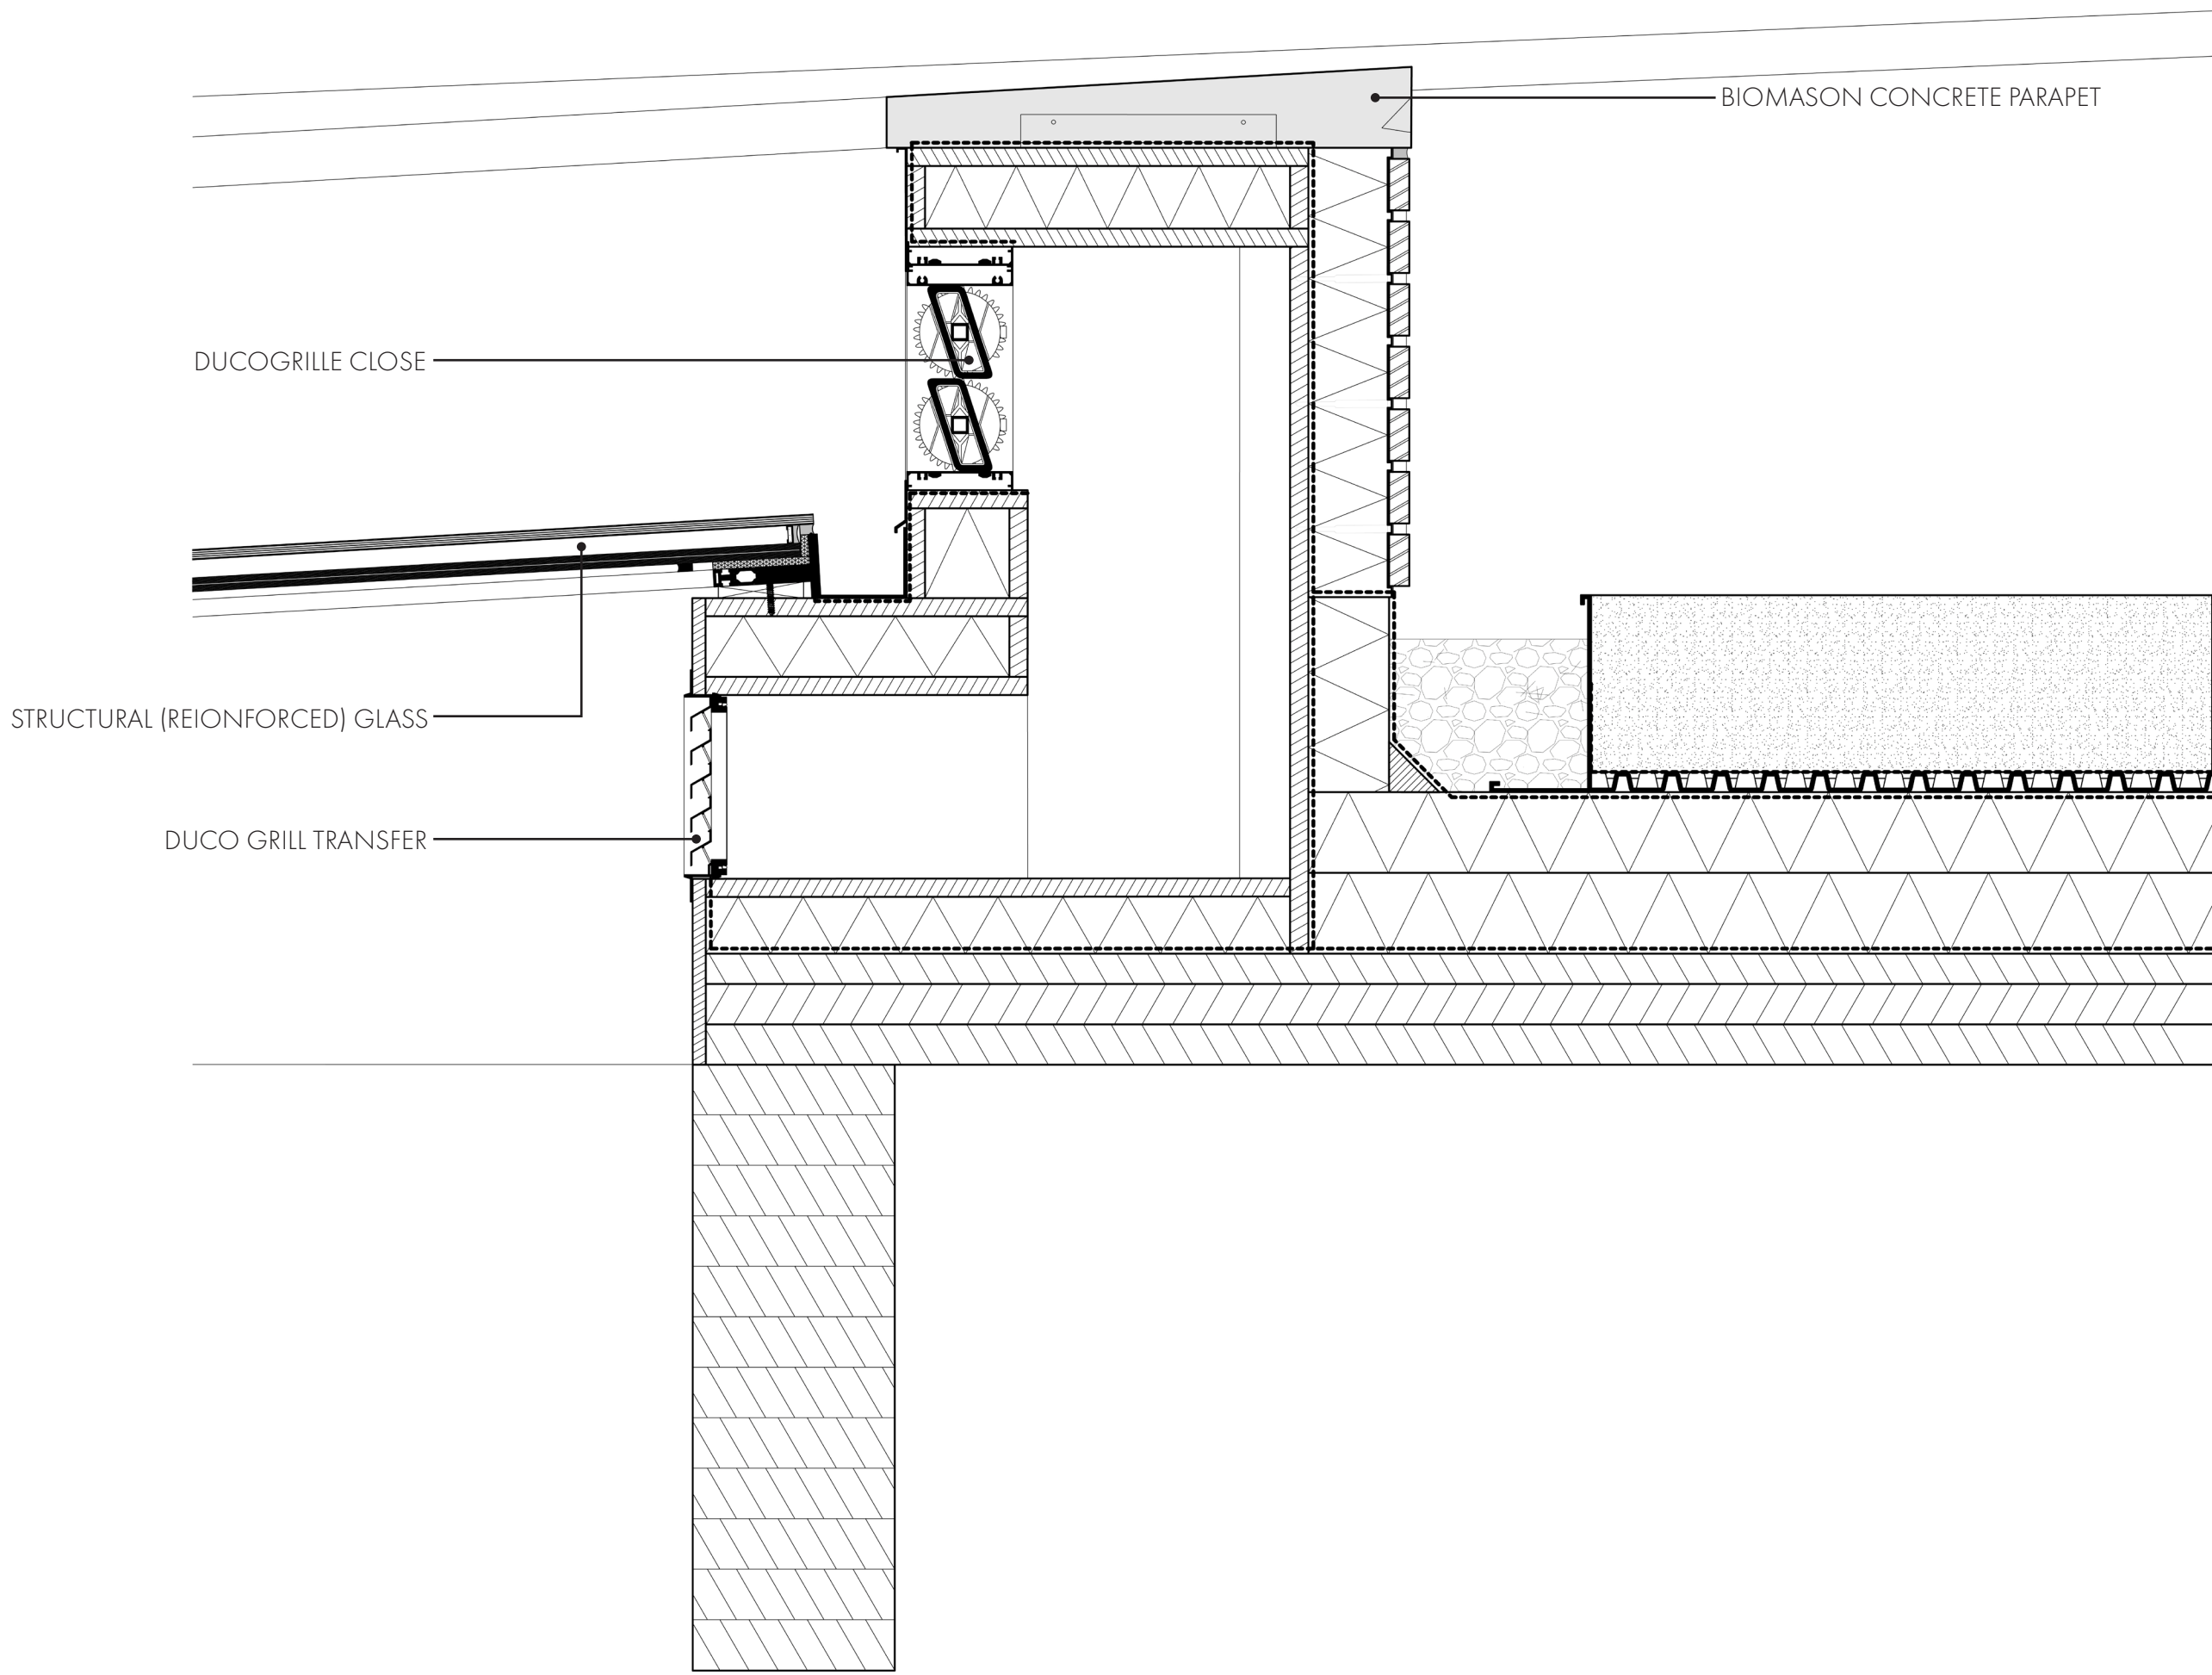 BIOMASON CONCRETE PARAPET
DUCOGRILLE CLOSE
STRUCTURAL (REIONFORCED) GLASS
DUCO GRILL TRANSFER